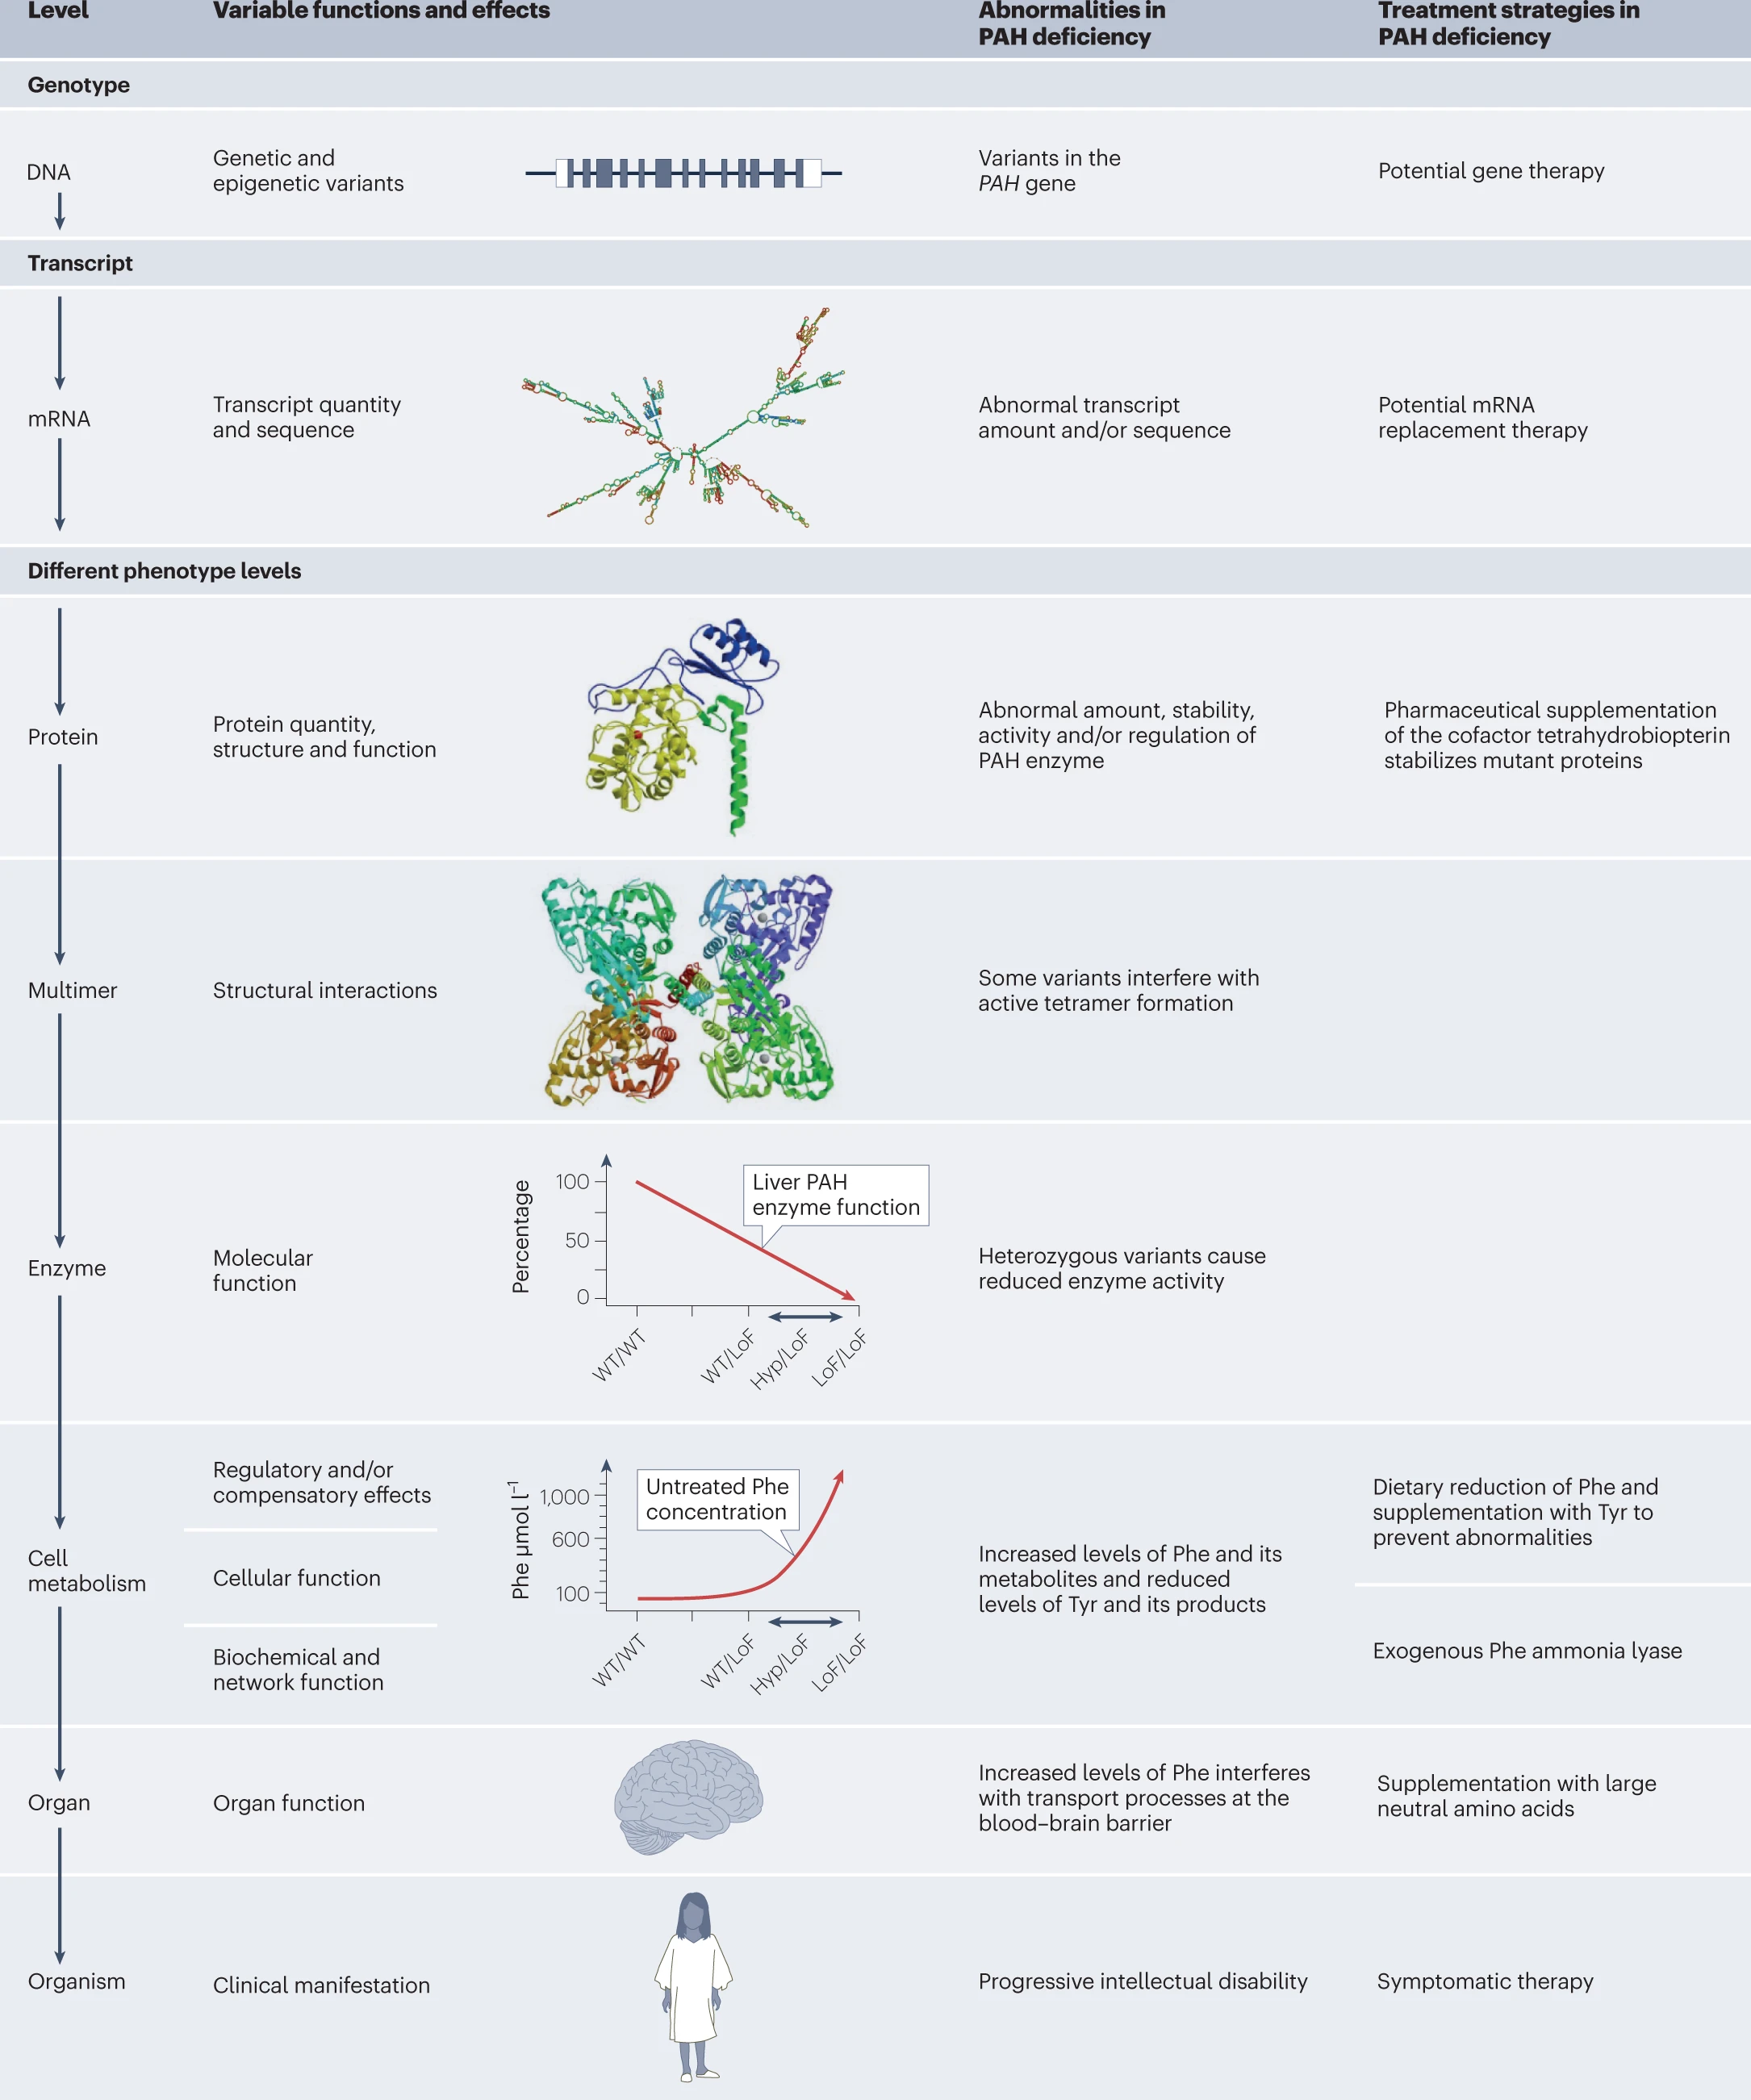 Level
Variable functions and effects
Abnormalities in
PAH deficiency
Treatment strategies in
PAH deficiency
Genotype
DNA
Genetic and
epigenetic variants
Variants in the
PAH gene
Potential gene therapy
Transcript
mRNA
Transcript quantity
and sequence
Abnormal transcript
amount and/or sequence
Potential mRNA
replacement therapy
Different phenotype levels
Protein
Protein quantity,
structure and function
Abnormal amount, stability,
activity and/or regulation of
PAH enzyme
Pharmaceutical supplementation
of the cofactor tetrahydrobiopterin
stabilizes mutant proteins
Multimer
Structural interactions
Some variants interfere with
active tetramer formation
Enzyme
Molecular
function
Percentage
100
50
0
Liver PAH
enzyme function
WT/WT
WT/LoF
Hyp/LoF
LoF/LoF
Heterozygous variants cause
reduced enzyme activity
Cell
metabolism
Regulatory and/or
compensatory effects
Cellular function
Biochemical and
network function
Phe μmol l⁻¹
1,000
600
100
Untreated Phe
concentration
WT/WT
WT/LoF
Hyp/LoF
LoF/LoF
Increased levels of Phe and its
metabolites and reduced
levels of Tyr and its products
Dietary reduction of Phe and
supplementation with Tyr to
prevent abnormalities
Exogenous Phe ammonia lyase
Organ
Organ function
Increased levels of Phe interferes
with transport processes at the
blood–brain barrier
Supplementation with large
neutral amino acids
Organism
Clinical manifestation
Progressive intellectual disability
Symptomatic therapy